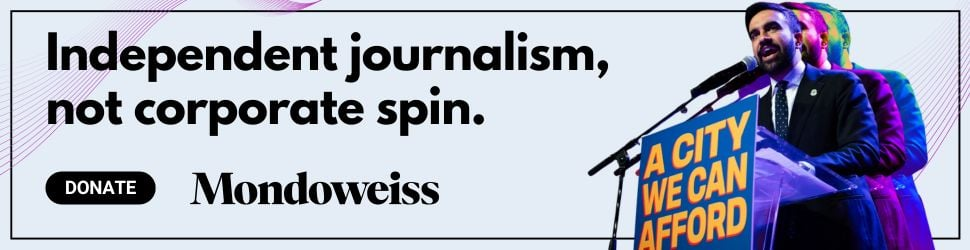 Independent journalism,
not corporate spin.
DONATE
Mondoweiss
A CITY
WE CAN
AFFORD